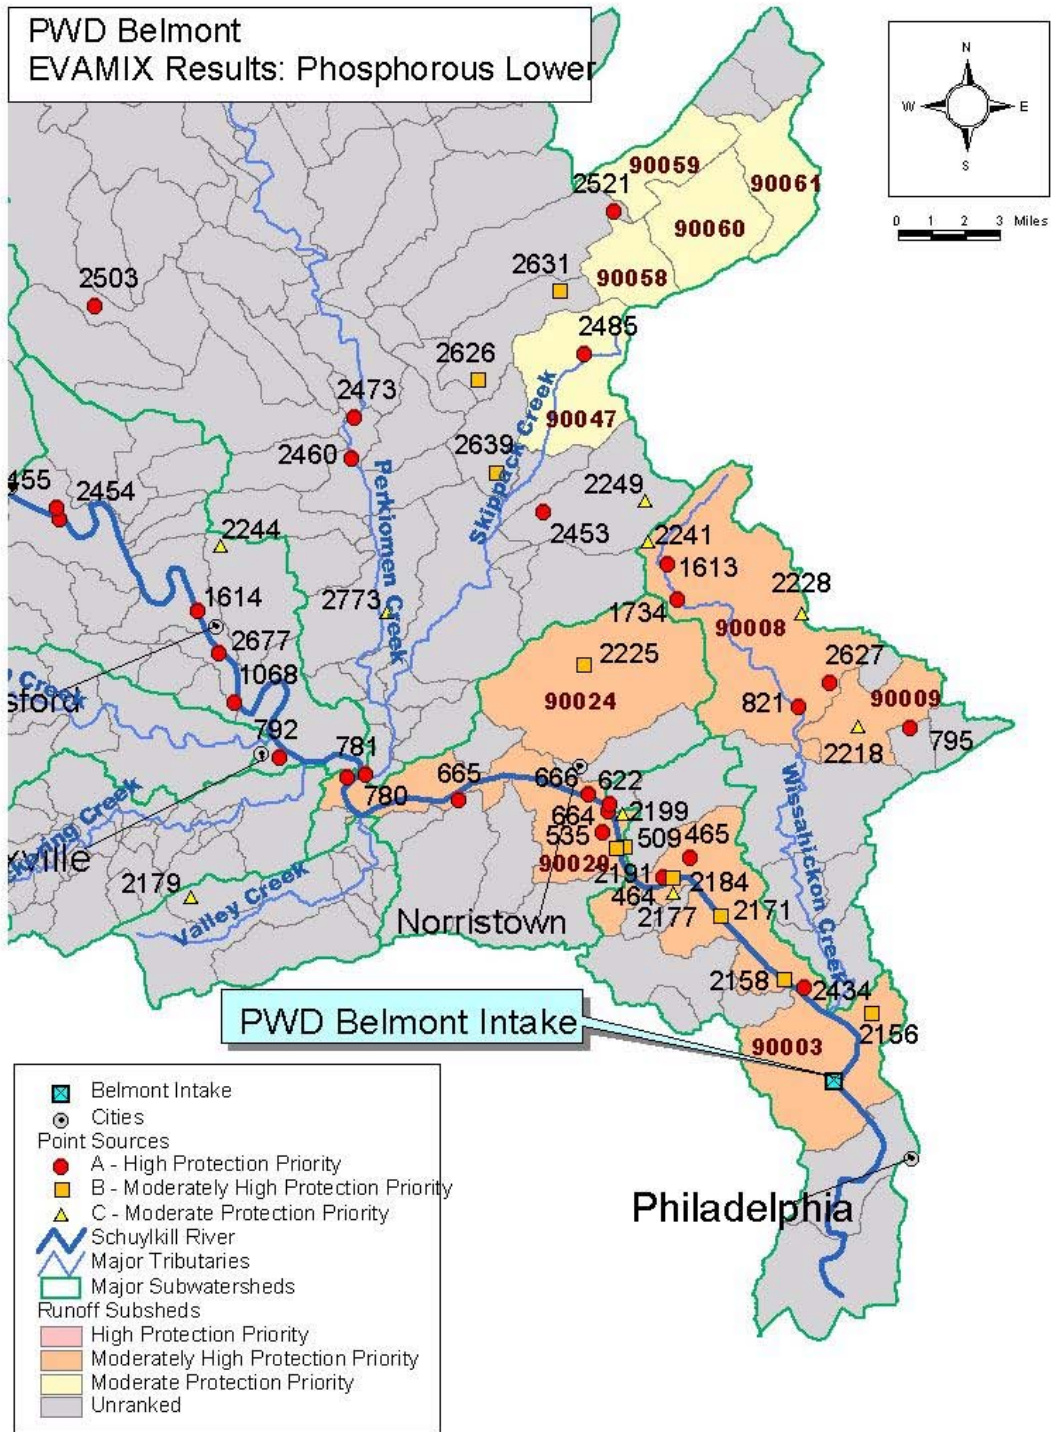 PWD Belmont
EVAMIX Results: Phosphorous Lower
N
W E
S
0 1 2 3 Miles
90059
90061
2521
90060
2631
90058
2503
2485
2626
2473
90047
2639
2460
Skippack Creek
Perkiomen Creek
455
2454
2249
2244
2453
2241
1613
2228
1614
2773
1734
90008
2677
2225
2627
1068
90024
90009
821
sford
Creek
792
781
2218
795
665
666
622
780
664
2199
535
509
465
Wissahickon Creek
ckering Creek
xville
2179
Valley Creek
2191
2184
464
2177
2171
Norristown
2158
2434
PWD Belmont Intake
2156
90003
Philadelphia
Belmont Intake
Cities
Point Sources
A - High Protection Priority
B - Moderately High Protection Priority
C - Moderate Protection Priority
Schuylkill River
Major Tributaries
Major Subwatersheds
Runoff Subsheds
High Protection Priority
Moderately High Protection Priority
Moderate Protection Priority
Unranked